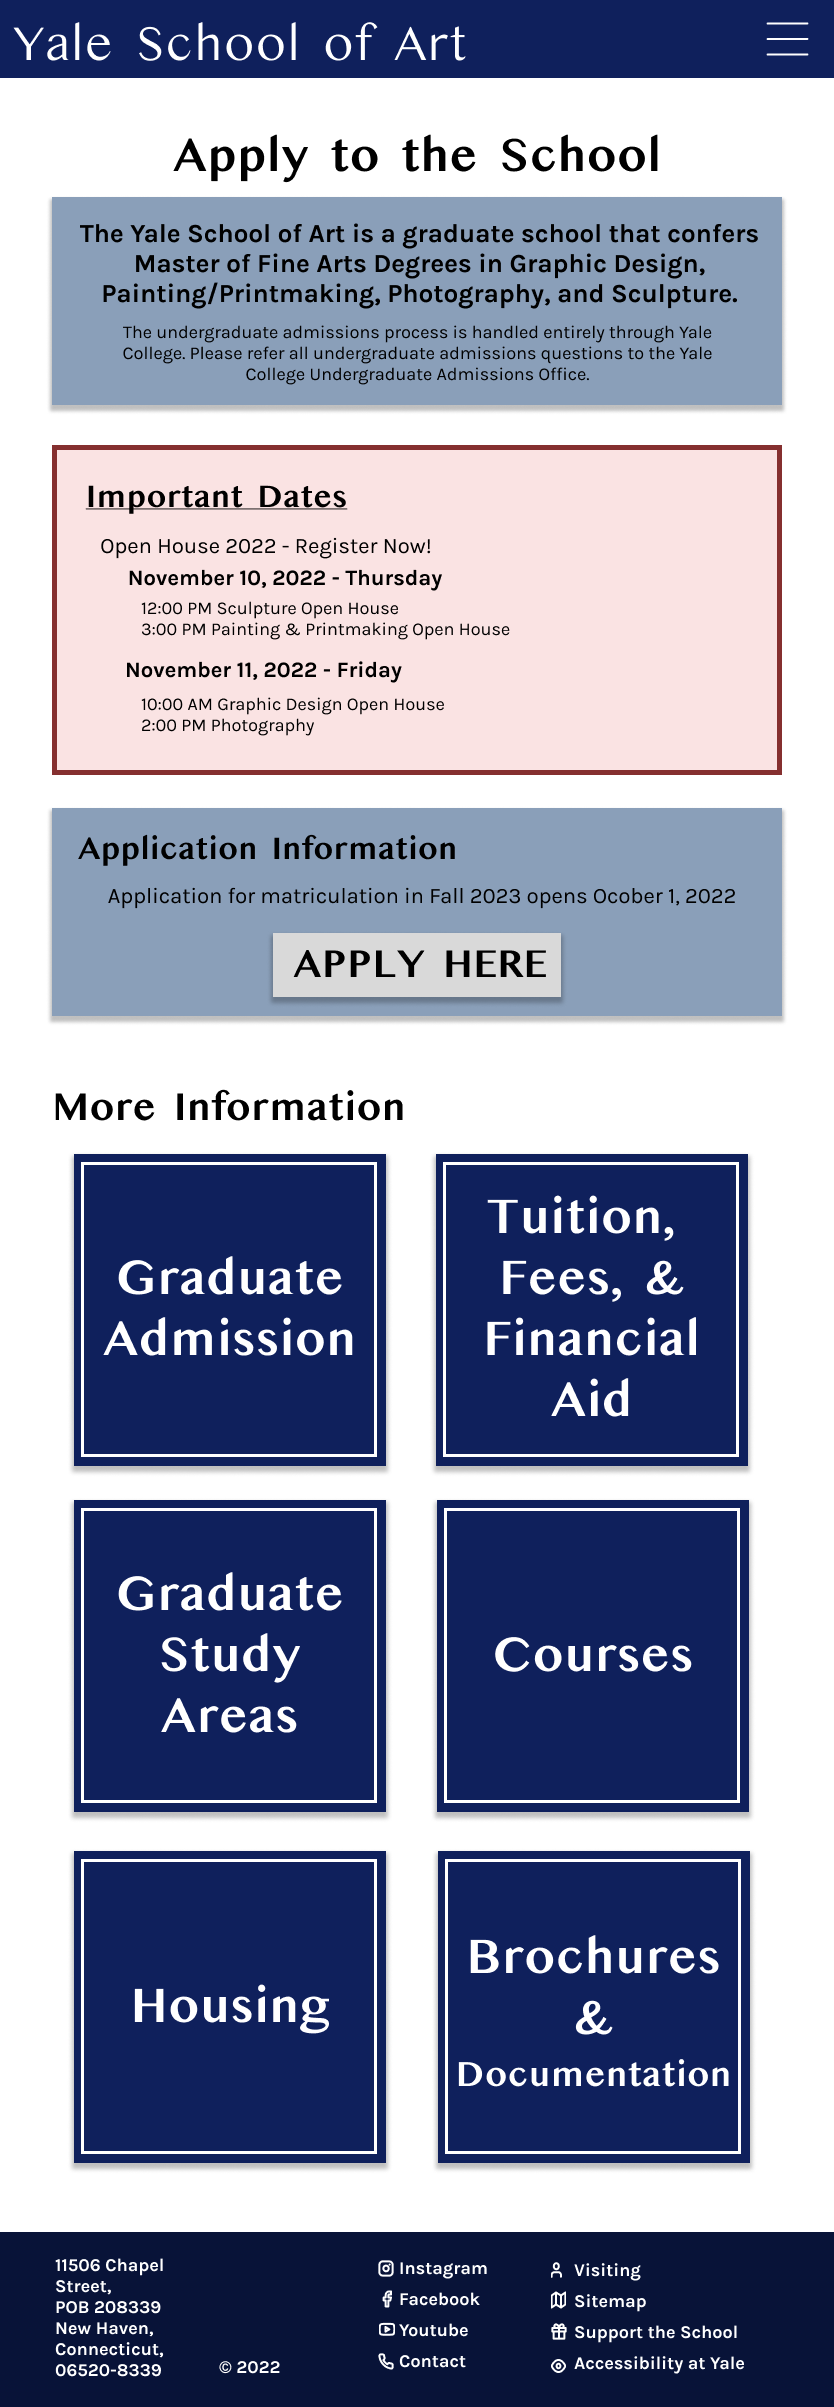 Yale School of Art
Apply to the School
The Yale School of Art is a graduate school that confers
Master of Fine Arts Degrees in Graphic Design,
Painting/Printmaking, Photography, and Sculpture.
The undergraduate admissions process is handled entirely through Yale
College. Please refer all undergraduate admissions questions to the Yale
College Undergraduate Admissions Office.
Important Dates
Open House 2022 - Register Now!
November 10, 2022 - Thursday
12:00 PM Sculpture Open House
3:00 PM Painting & Printmaking Open House
November 11, 2022 - Friday
10:00 AM Graphic Design Open House
2:00 PM Photography
Application Information
Application for matriculation in Fall 2023 opens Ocober 1, 2022
APPLY HERE
More Information
Graduate
Admission
Tuition,
Fees, &
Financial
Aid
Graduate
Study
Areas
Courses
Housing
Brochures
&
Documentation
11506 Chapel
Street,
POB 208339
New Haven,
Connecticut,
06520-8339
© 2022
Instagram
Facebook
Youtube
Contact
Visiting
Sitemap
Support the School
Accessibility at Yale